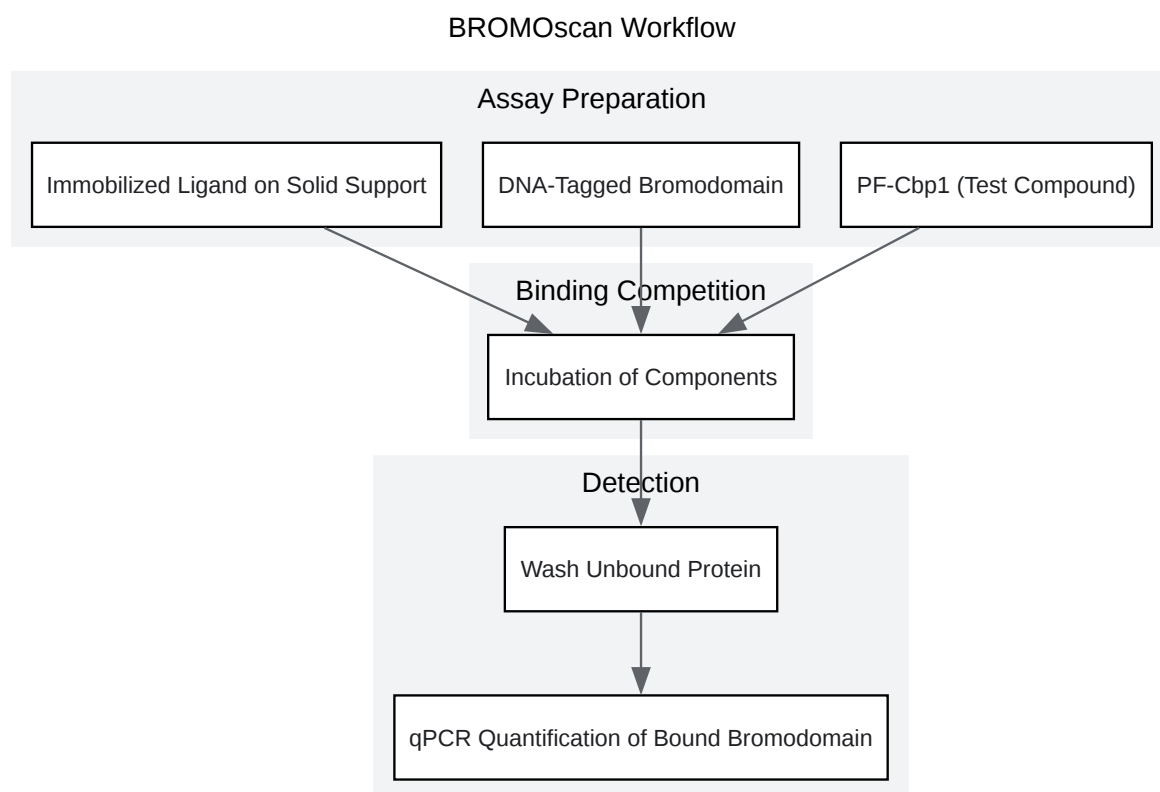 BROMOscan Workflow
Assay Preparation
Immobilized Ligand on Solid Support
DNA-Tagged Bromodomain
PF-Cbp1 (Test Compound)
Binding Competition
Incubation of Components
Detection
Wash Unbound Protein
qPCR Quantification of Bound Bromodomain